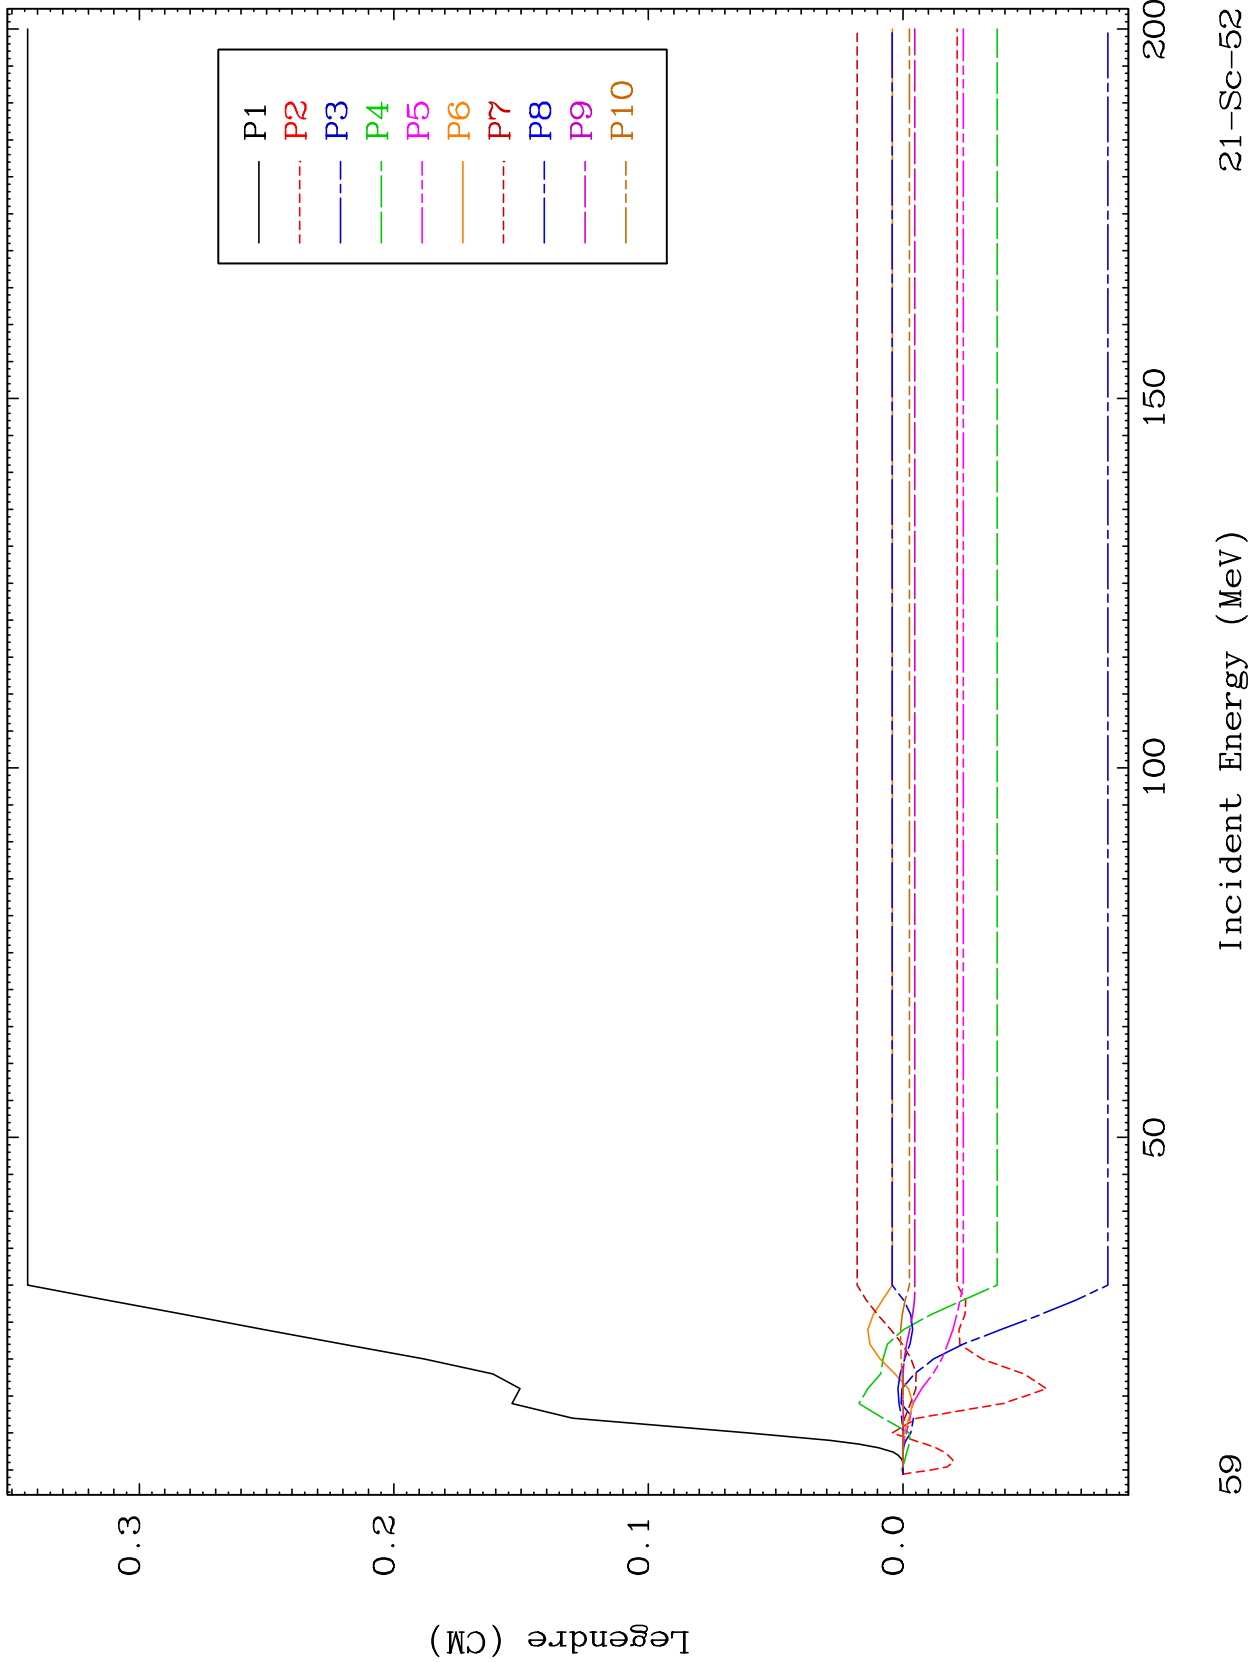 Legendre (CM)
0.3
0.2
0.1
0.0
P1
P2
P3
P4
P5
P6
P7
P8
P9
P10
50
100
150
200
Incident Energy (MeV)
59
21-Sc-52